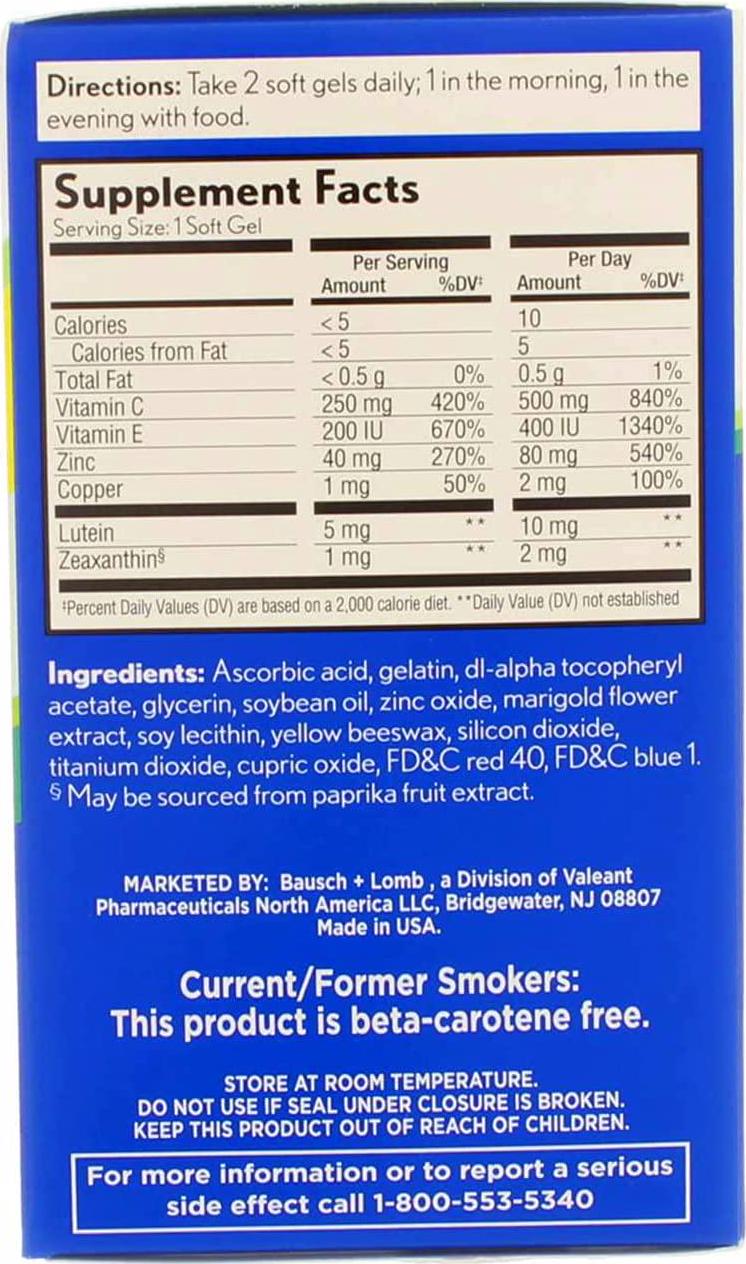 Directions: Take 2 soft gels daily; 1 in the morning, 1 in the
evening with food.
Supplement Facts
Serving Size: 1 Soft Gel
Per Serving Per Day
Amount %DV‡ Amount %DV‡
Calories < 5 10
Calories from Fat < 5 5
Total Fat < 0.5 g 0% 0.5 g 1%
Vitamin C 250 mg 420% 500 mg 840%
Vitamin E 200 IU 670% 400 IU 1340%
Zinc 40 mg 270% 80 mg 540%
Copper 1 mg 50% 2 mg 100%
Lutein 5 mg ** 10 mg **
Zeaxanthin§ 1 mg ** 2 mg **
‡Percent Daily Values (DV) are based on a 2,000 calorie diet. **Daily Value (DV) not established
Ingredients: Ascorbic acid, gelatin, dl-alpha tocopheryl
acetate, glycerin, soybean oil, zinc oxide, marigold flower
extract, soy lecithin, yellow beeswax, silicon dioxide,
titanium dioxide, cupric oxide, FD&C red 40, FD&C blue 1.
§ May be sourced from paprika fruit extract.
MARKETED BY: Bausch + Lomb , a Division of Valeant
Pharmaceuticals North America LLC, Bridgewater, NJ 08807
Made in USA.
Current/Former Smokers:
This product is beta-carotene free.
STORE AT ROOM TEMPERATURE.
DO NOT USE IF SEAL UNDER CLOSURE IS BROKEN.
KEEP THIS PRODUCT OUT OF REACH OF CHILDREN.
For more information or to report a serious
side effect call 1-800-553-5340